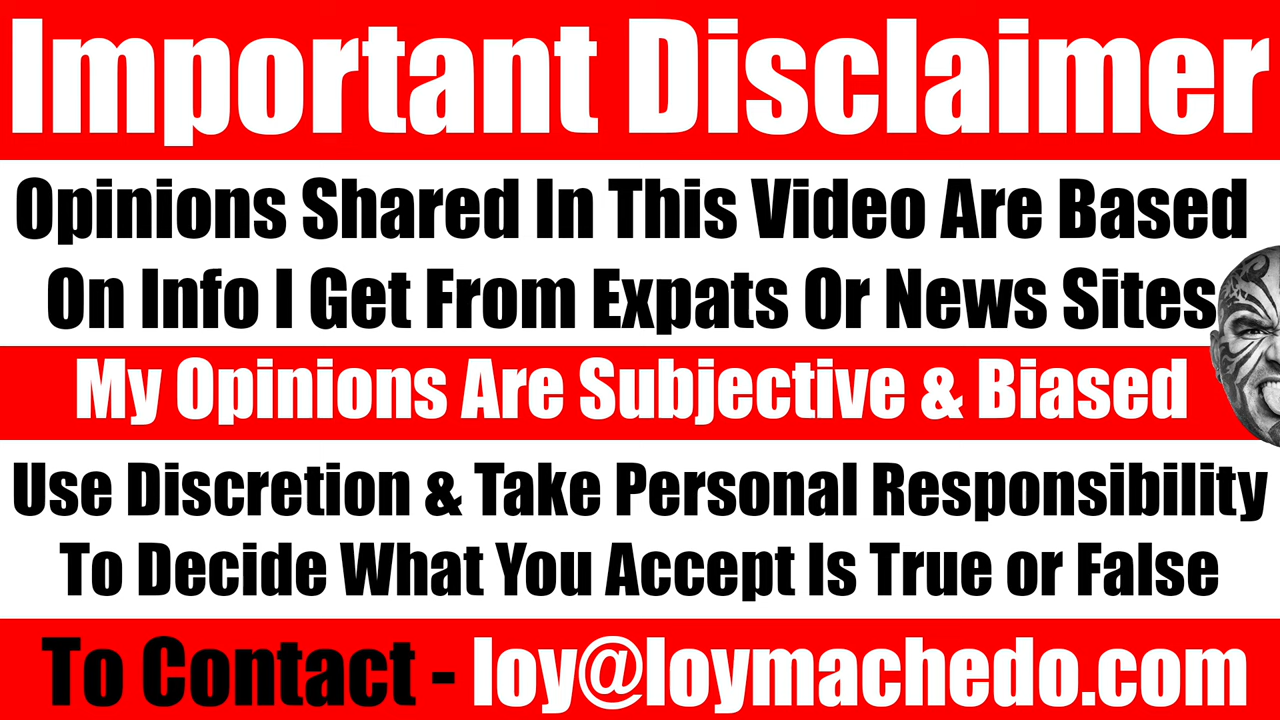 Important Disclaimer
Opinions Shared In This Video Are Based
On Info I Get From Expats Or News Sites
My Opinions Are Subjective & Biased
Use Discretion & Take Personal Responsibility
To Decide What You Accept Is True or False
To Contact - loy@loymachedo.com